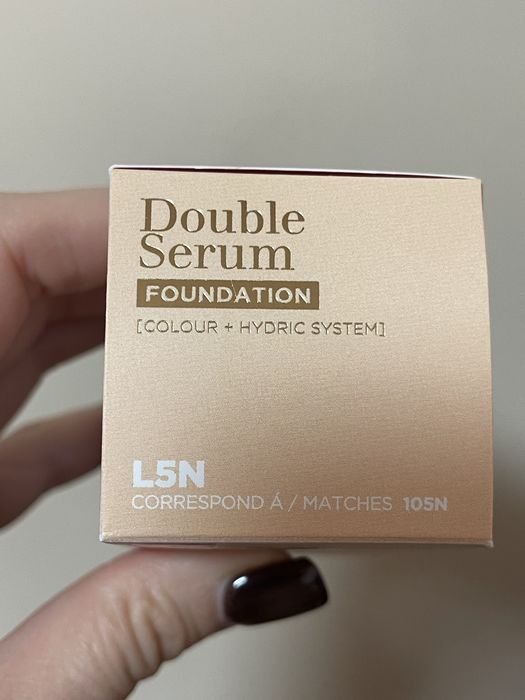 Double
Serum
FOUNDATION
[COLOUR + HYDRIC SYSTEM]
L5N
CORRESPOND Á / MATCHES 105N